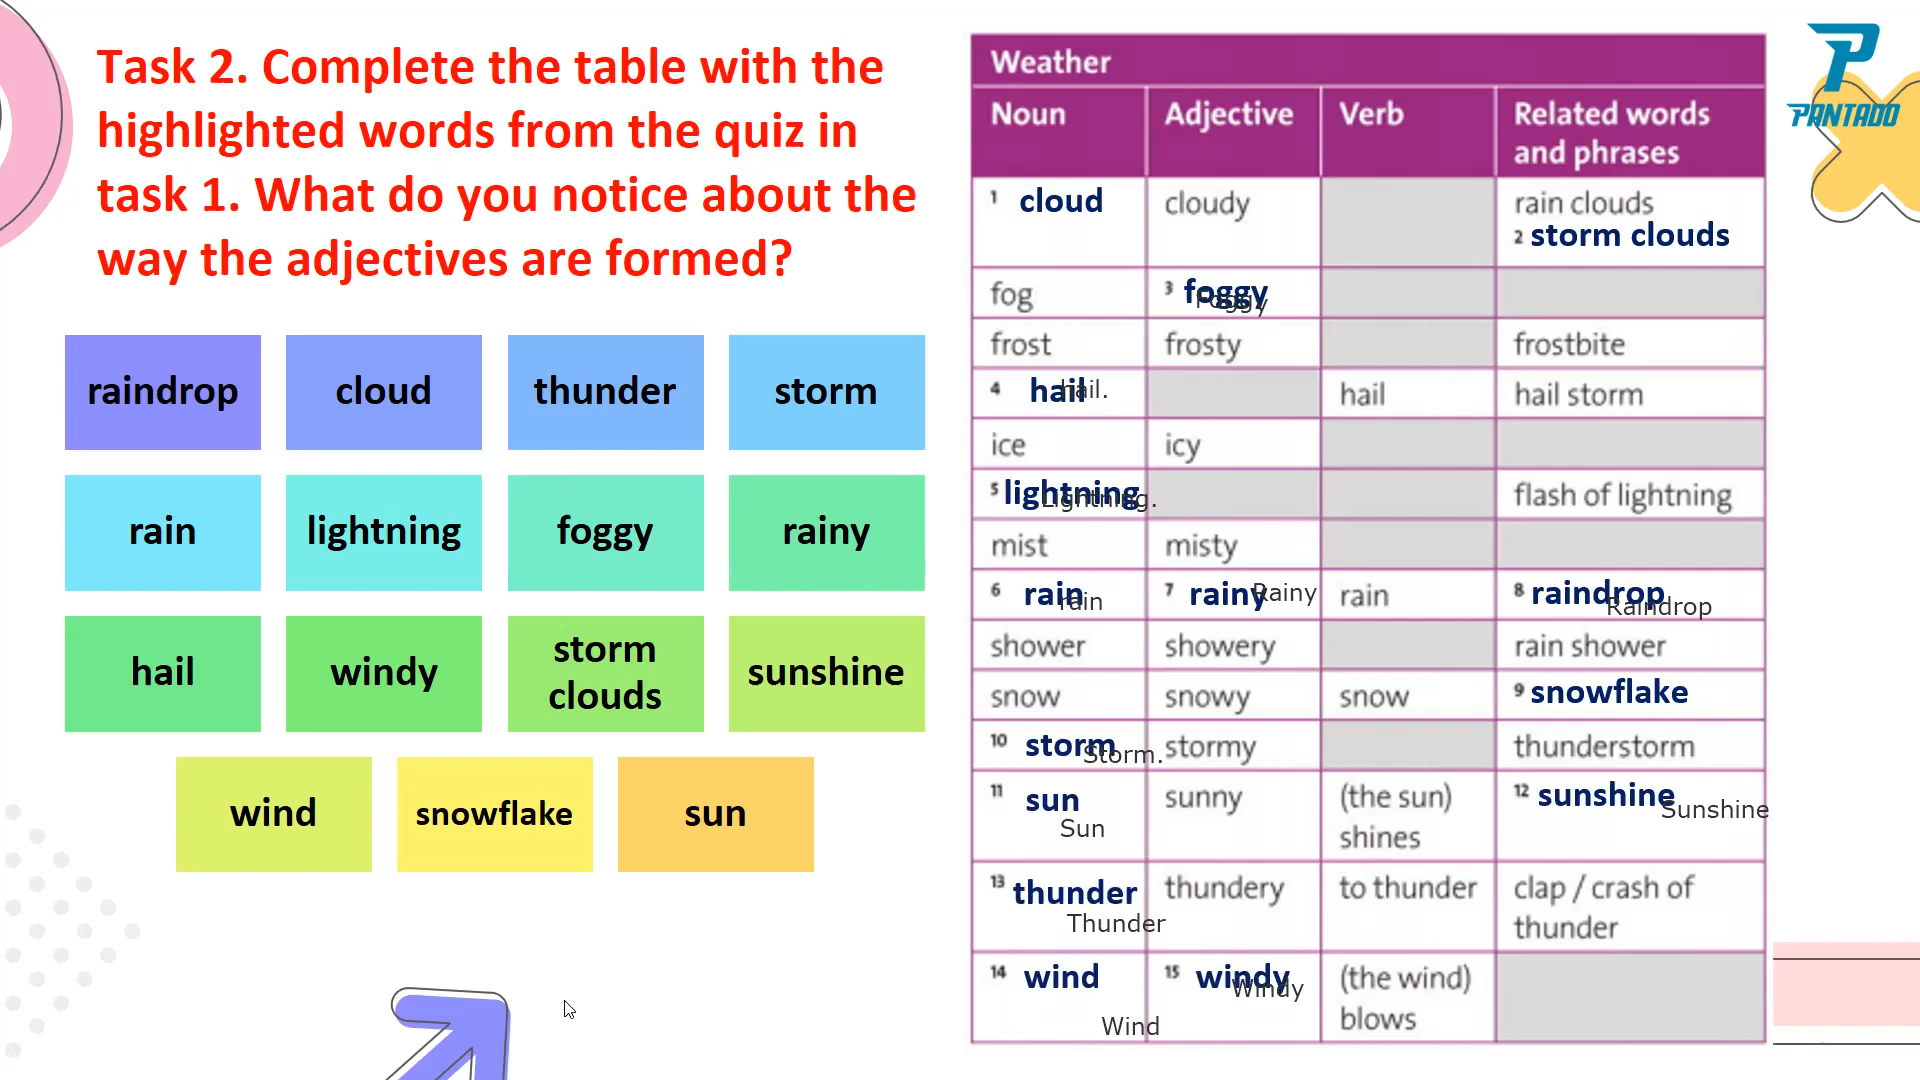 Task 2. Complete the table with the
highlighted words from the quiz in
task 1. What do you notice about the
way the adjectives are formed?
raindrop cloud thunder storm
rain lightning foggy rainy
hail windy storm clouds sunshine
wind snowflake sun
PANTADO
Weather
Noun Adjective Verb Related words
and phrases
1 cloud cloudy rain clouds
2 storm clouds
fog 3 foggy Foggy
frost frosty frostbite
4 hail hail. hail hail storm
ice icy
5 lightning Lightning. flash of lightning
mist misty
6 rain rain 7 rainy Rainy rain 8 raindrop Raindrop
shower showery rain shower
snow snowy snow 9 snowflake
10 storm Storm. stormy thunderstorm
11 sun sunny (the sun) 12 sunshine Sunshine
Sun shines
13 thunder thundery to thunder clap / crash of
Thunder thunder
14 wind 15 windy Windy (the wind)
Wind blows